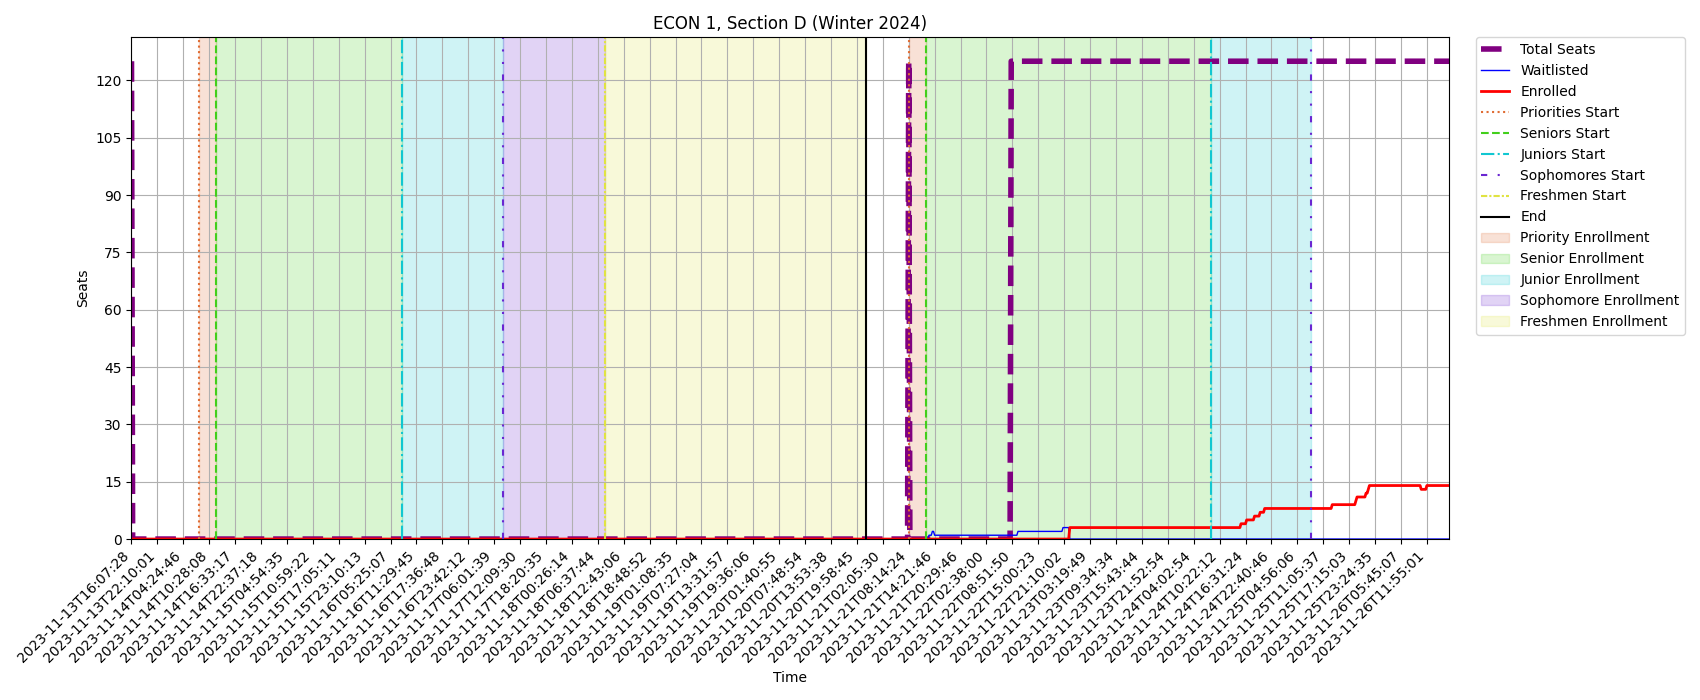 ECON 1, Section D (Winter 2024)
Seats
120
105
90
75
60
45
30
15
0
2023-11-13T16:07:28
2023-11-13T22:10:01
2023-11-14T04:24:46
2023-11-14T10:28:08
2023-11-14T16:33:17
2023-11-14T22:37:18
2023-11-15T04:54:35
2023-11-15T10:59:22
2023-11-15T17:05:11
2023-11-15T23:10:13
2023-11-16T05:25:07
2023-11-16T11:29:45
2023-11-16T17:36:48
2023-11-16T23:42:12
2023-11-17T06:01:39
2023-11-17T12:09:30
2023-11-17T18:20:35
2023-11-18T00:26:14
2023-11-18T06:37:44
2023-11-18T12:43:06
2023-11-18T18:48:52
2023-11-19T01:08:35
2023-11-19T07:27:04
2023-11-19T13:31:57
2023-11-19T19:36:06
2023-11-20T01:40:55
2023-11-20T07:48:54
2023-11-20T13:53:38
2023-11-20T19:58:45
2023-11-21T02:05:30
2023-11-21T08:14:24
2023-11-21T14:21:46
2023-11-21T20:29:46
2023-11-22T02:38:00
2023-11-22T08:51:50
2023-11-22T15:00:23
2023-11-22T21:10:02
2023-11-23T03:19:49
2023-11-23T09:34:34
2023-11-23T15:43:44
2023-11-23T21:52:54
2023-11-24T04:02:54
2023-11-24T10:22:12
2023-11-24T16:31:24
2023-11-24T22:40:46
2023-11-25T04:56:06
2023-11-25T11:05:37
2023-11-25T17:15:03
2023-11-25T23:24:35
2023-11-26T05:45:07
2023-11-26T11:55:01
Time
Total Seats
Waitlisted
Enrolled
Priorities Start
Seniors Start
Juniors Start
Sophomores Start
Freshmen Start
End
Priority Enrollment
Senior Enrollment
Junior Enrollment
Sophomore Enrollment
Freshmen Enrollment